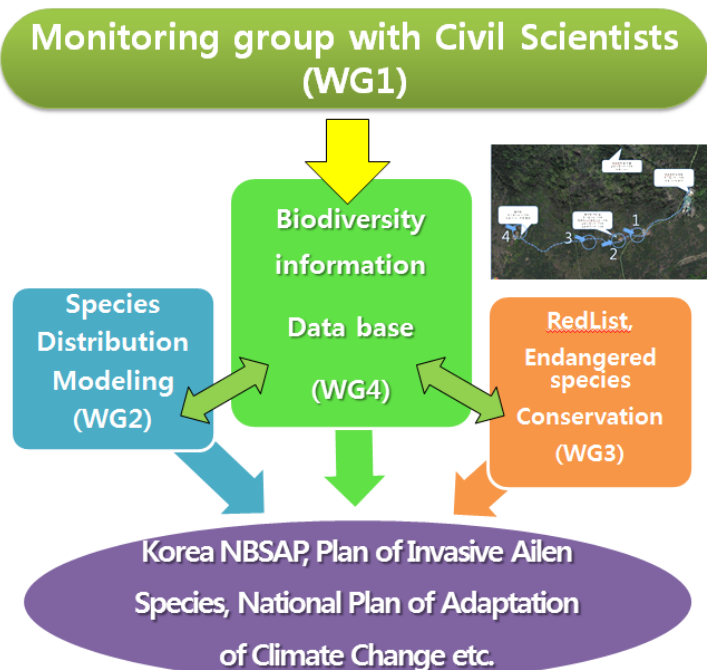 Monitoring group with Civil Scientists
(WG1)
Biodiversity
information
Data base
(WG4)
1
2
3
4
Species
Distribution
Modeling
(WG2)
RedList,
Endangered
species
Conservation
(WG3)
Korea NBSAP, Plan of Invasive Ailen
Species, National Plan of Adaptation
of Climate Change etc.